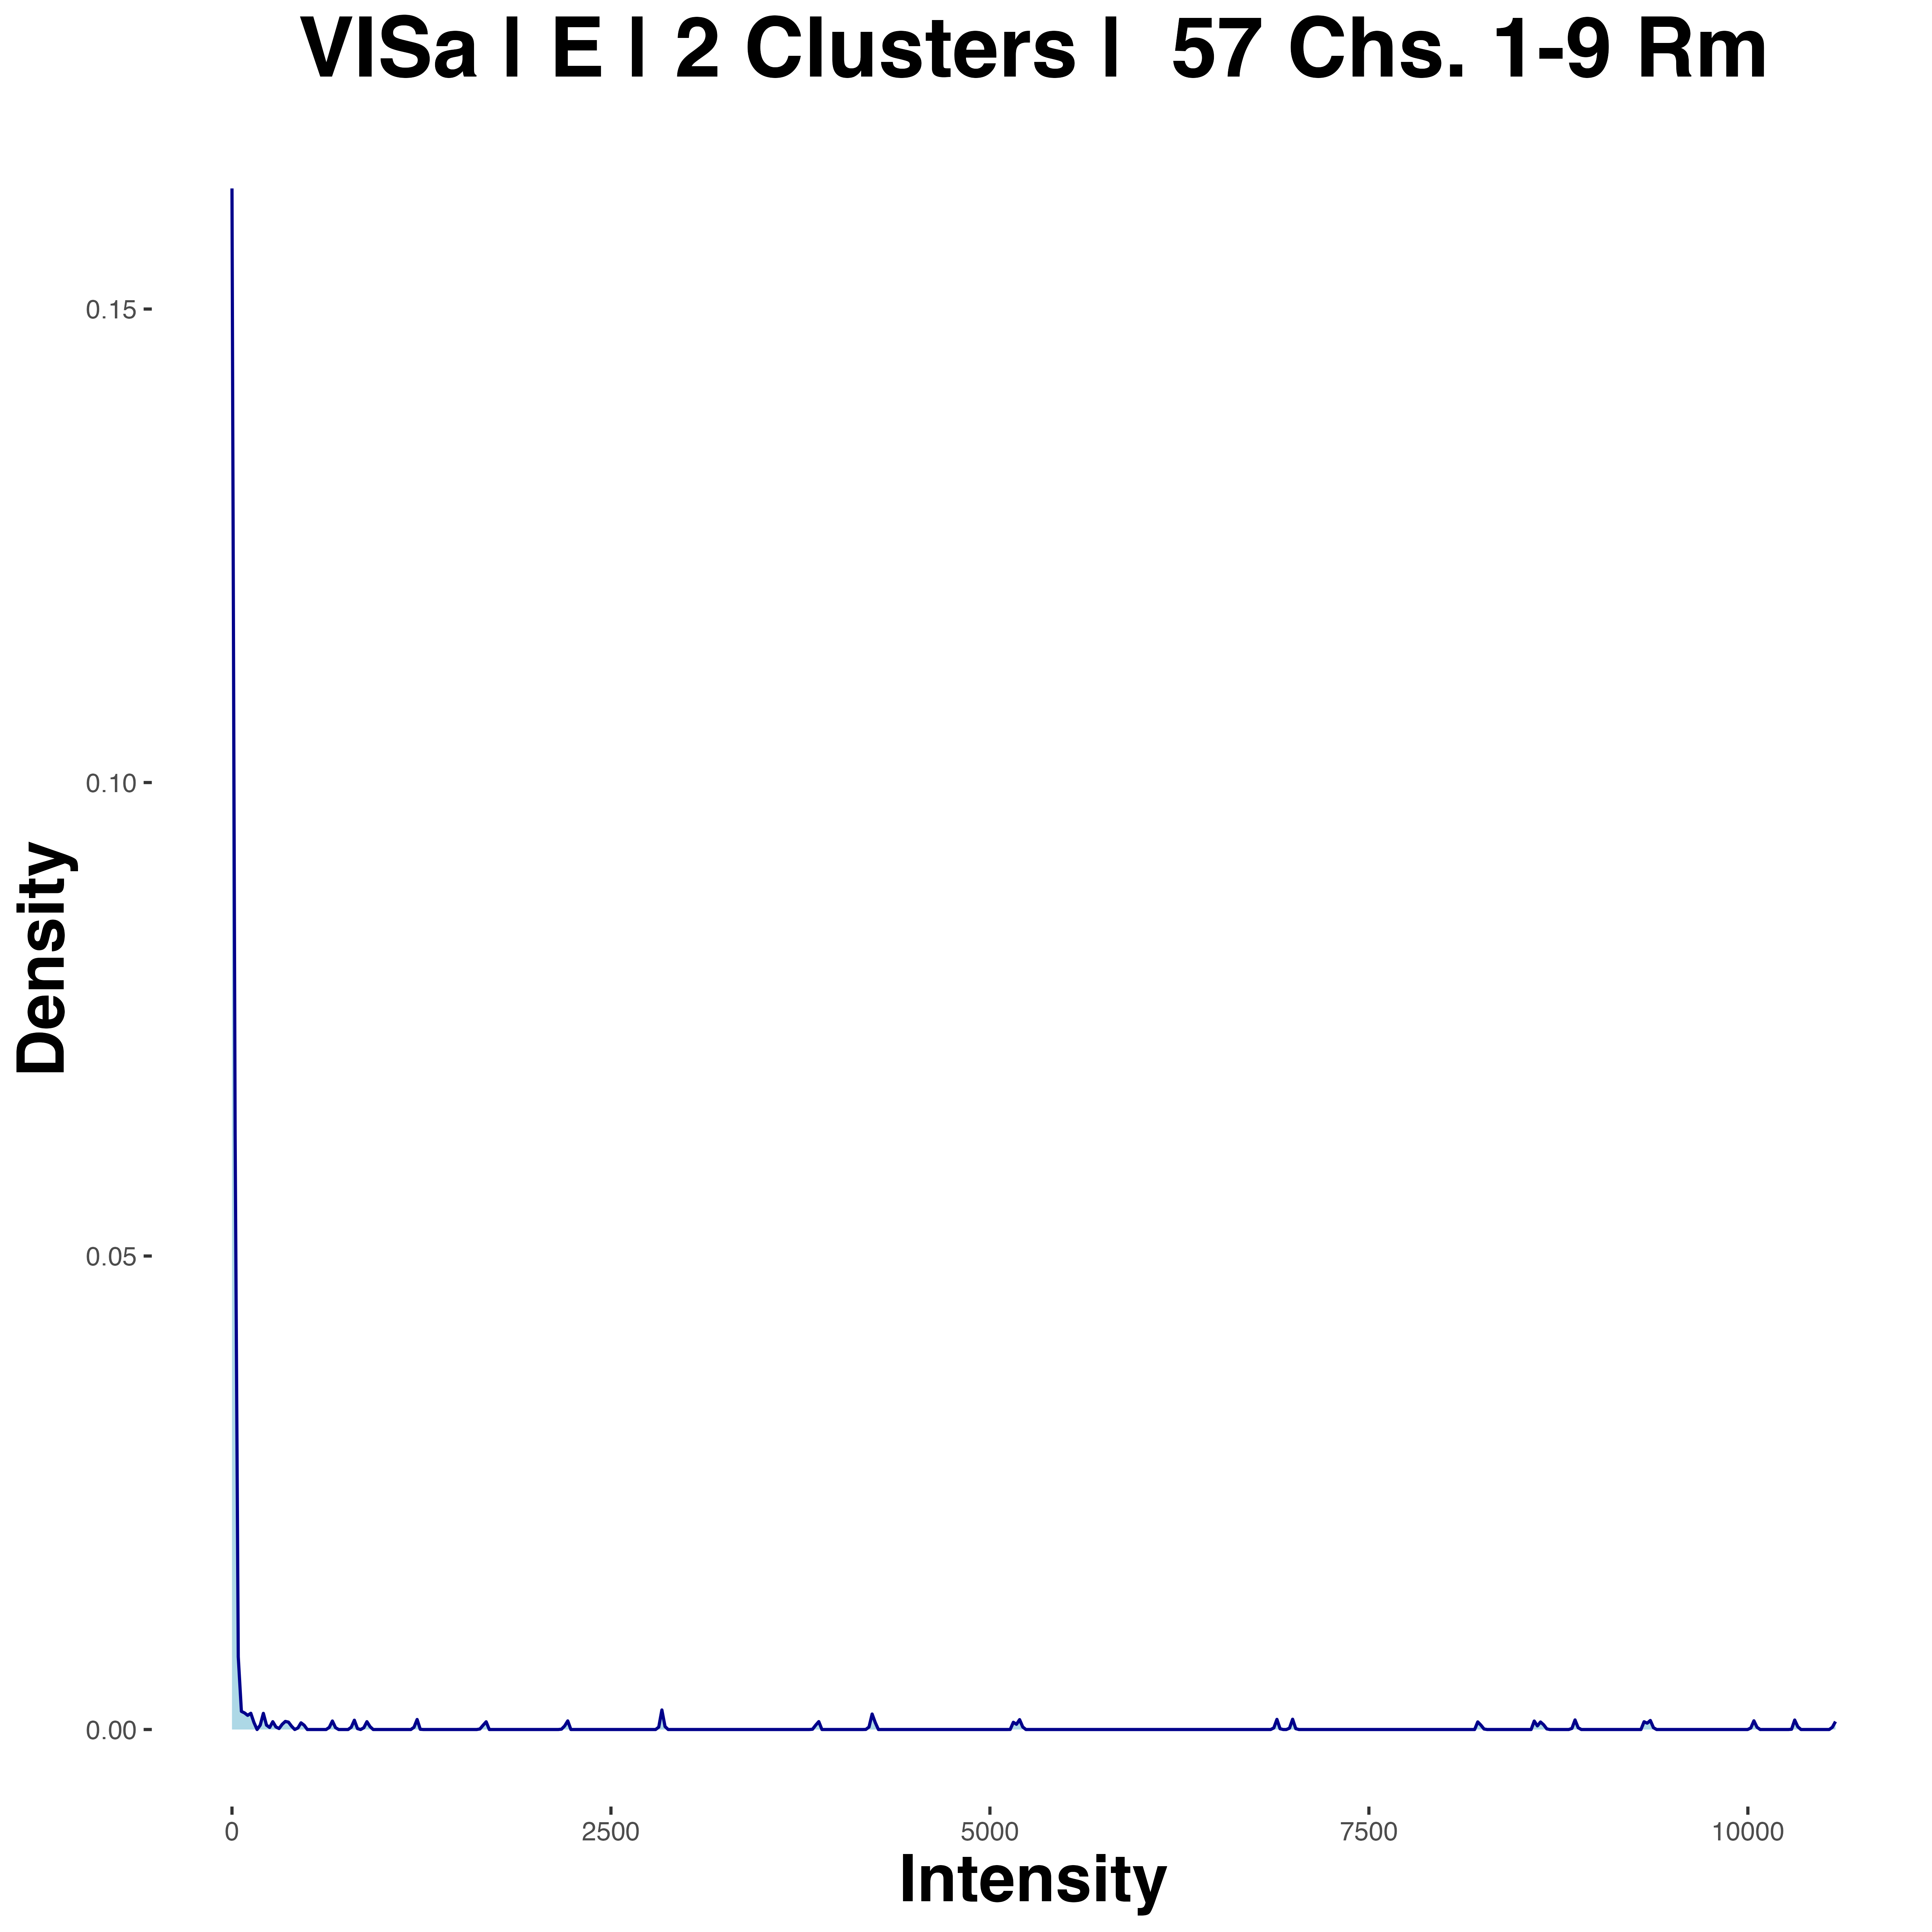 VISa | E | 2 Clusters |  57 Chs. 1-9 Rm
0.15
0.10
0.05
0.00
Density
0 2500 5000 7500 10000
Intensity